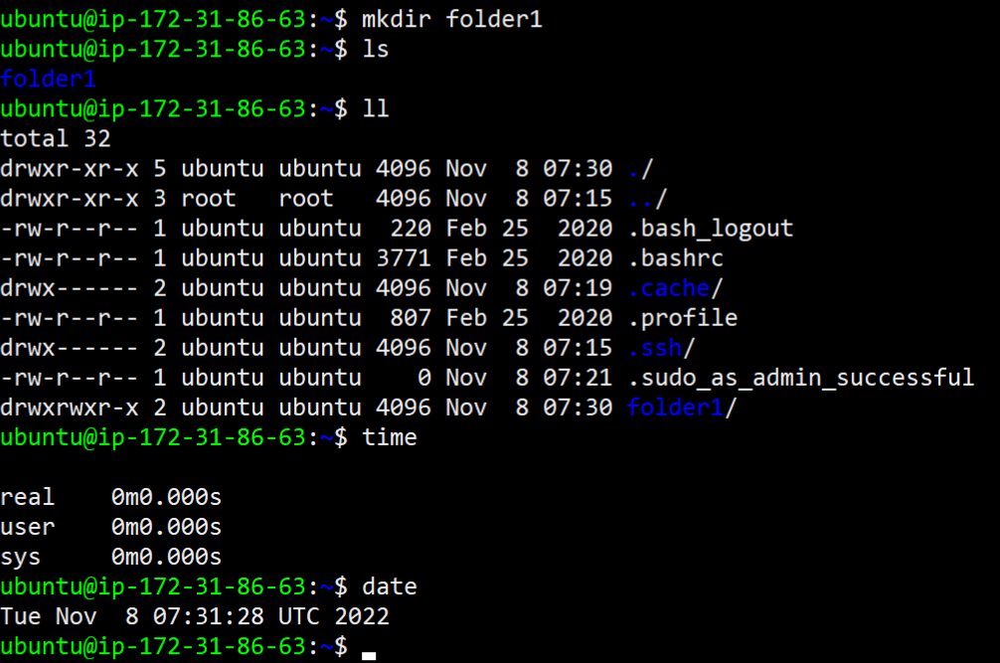 ubuntu@ip-172-31-86-63:~$ mkdir folder1
ubuntu@ip-172-31-86-63:~$ ls
folder1
ubuntu@ip-172-31-86-63:~$ ll
total 32
drwxr-xr-x 5 ubuntu ubuntu 4096 Nov  8 07:30 ./
drwxr-xr-x 3 root   root   4096 Nov  8 07:15 ../
-rw-r--r-- 1 ubuntu ubuntu  220 Feb 25  2020 .bash_logout
-rw-r--r-- 1 ubuntu ubuntu 3771 Feb 25  2020 .bashrc
drwx------ 2 ubuntu ubuntu 4096 Nov  8 07:19 .cache/
-rw-r--r-- 1 ubuntu ubuntu  807 Feb 25  2020 .profile
drwx------ 2 ubuntu ubuntu 4096 Nov  8 07:15 .ssh/
-rw-r--r-- 1 ubuntu ubuntu    0 Nov  8 07:21 .sudo_as_admin_successful
drwxrwxr-x 2 ubuntu ubuntu 4096 Nov  8 07:30 folder1/
ubuntu@ip-172-31-86-63:~$ time

real    0m0.000s
user    0m0.000s
sys     0m0.000s
ubuntu@ip-172-31-86-63:~$ date
Tue Nov  8 07:31:28 UTC 2022
ubuntu@ip-172-31-86-63:~$